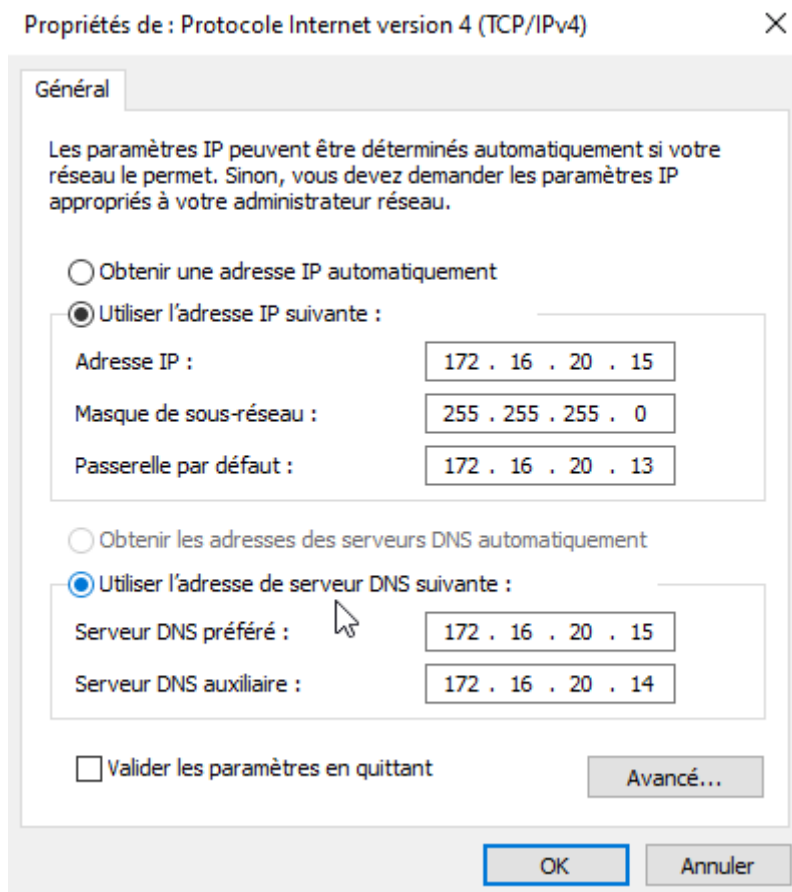 Propriétés de : Protocole Internet version 4 (TCP/IPv4)
Général
Les paramètres IP peuvent être déterminés automatiquement si votre
réseau le permet. Sinon, vous devez demander les paramètres IP
appropriés à votre administrateur réseau.
Obtenir une adresse IP automatiquement
Utiliser l'adresse IP suivante :
Adresse IP : 172 . 16 . 20 . 15
Masque de sous-réseau : 255 . 255 . 255 . 0
Passerelle par défaut : 172 . 16 . 20 . 13
Obtenir les adresses des serveurs DNS automatiquement
Utiliser l'adresse de serveur DNS suivante :
Serveur DNS préféré : 172 . 16 . 20 . 15
Serveur DNS auxiliaire : 172 . 16 . 20 . 14
Valider les paramètres en quittant
Avancé...
OK Annuler